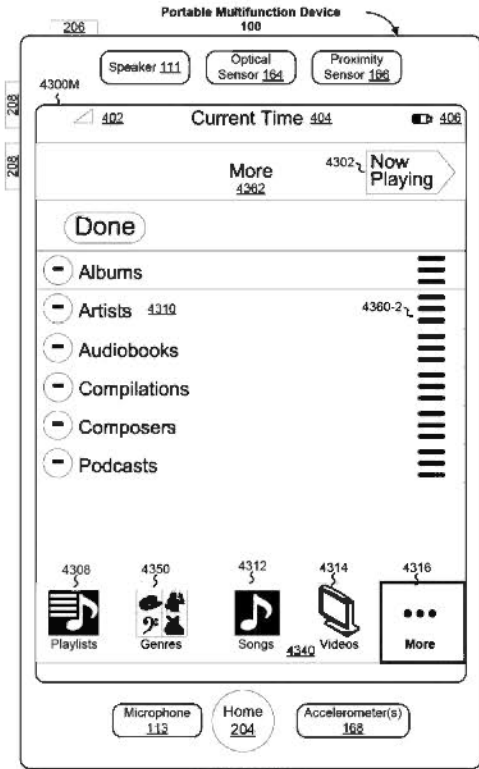 Portable Multifunction Device
100
206
Speaker 111
Optical
Sensor 164
Proximity
Sensor 166
4300M
208
208
402
Current Time 404
406
More
4362
4302
Now
Playing
Done
- Albums
- Artists 4310
4360-2
- Audiobooks
- Compilations
- Composers
- Podcasts
4308
4350
4312
4314
4316
Playlists
Genres
Songs
4340
Videos
More
Microphone
113
Home
204
Accelerometer(s)
168